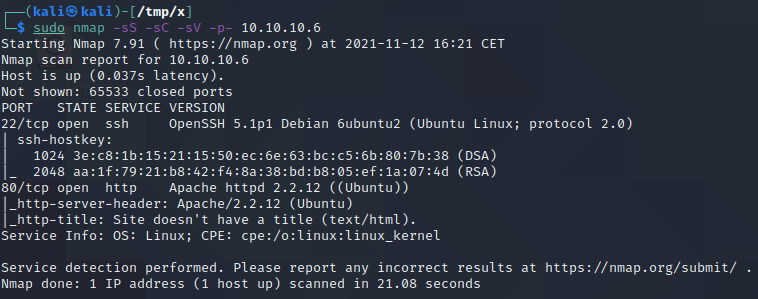 ┌──(kali㉿kali)-[/tmp/x]
└─$ sudo nmap -sS -sC -sV -p- 10.10.10.6
Starting Nmap 7.91 ( https://nmap.org ) at 2021-11-12 16:21 CET
Nmap scan report for 10.10.10.6
Host is up (0.037s latency).
Not shown: 65533 closed ports
PORT   STATE SERVICE VERSION
22/tcp open  ssh     OpenSSH 5.1p1 Debian 6ubuntu2 (Ubuntu Linux; protocol 2.0)
| ssh-hostkey:
|   1024 3e:c8:1b:15:21:15:50:ec:6e:63:bc:c5:6b:80:7b:38 (DSA)
|_  2048 aa:1f:79:21:b8:42:f4:8a:38:bd:b8:05:ef:1a:07:4d (RSA)
80/tcp open  http    Apache httpd 2.2.12 ((Ubuntu))
|_http-server-header: Apache/2.2.12 (Ubuntu)
|_http-title: Site doesn't have a title (text/html).
Service Info: OS: Linux; CPE: cpe:/o:linux:linux_kernel

Service detection performed. Please report any incorrect results at https://nmap.org/submit/ .
Nmap done: 1 IP address (1 host up) scanned in 21.08 seconds